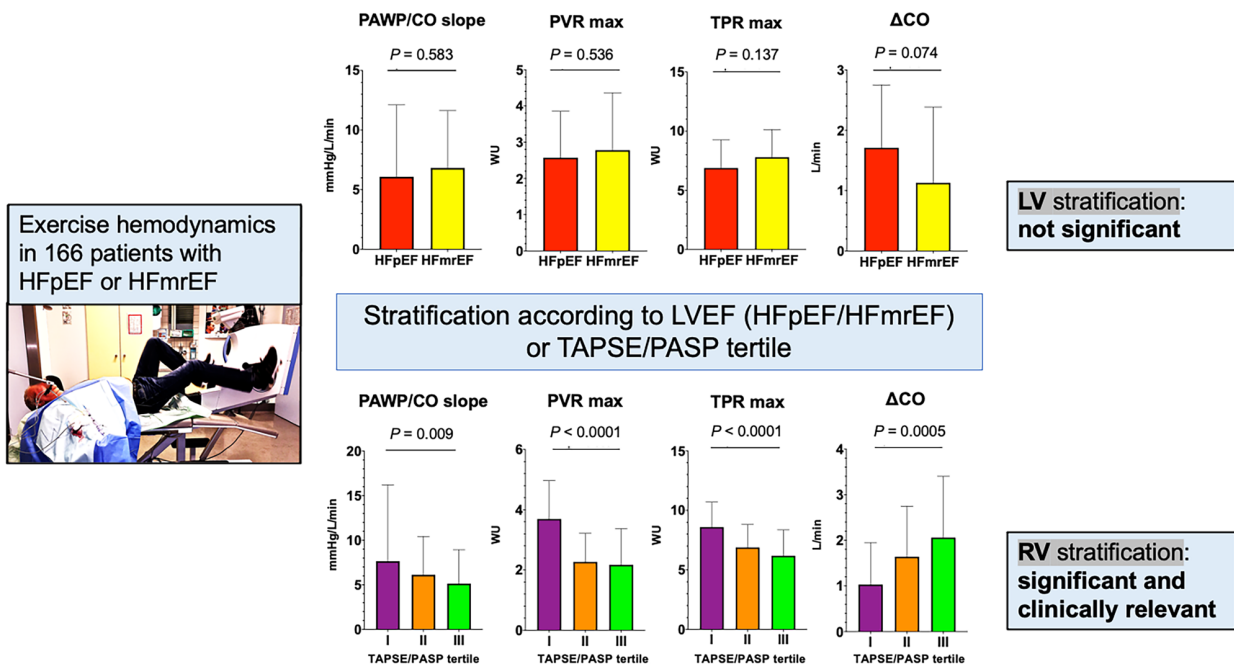 PAWP/CO slope
P = 0.583
mmHg/L/min
15
10
5
0
HFpEF HFmrEF
PVR max
P = 0.536
WU
5
4
3
2
1
0
HFpEF HFmrEF
TPR max
P = 0.137
WU
15
10
5
0
HFpEF HFmrEF
ΔCO
P = 0.074
L/min
3
2
1
0
HFpEF HFmrEF
LV stratification:
not significant
Exercise hemodynamics
in 166 patients with
HFpEF or HFmrEF
Stratification according to LVEF (HFpEF/HFmrEF)
or TAPSE/PASP tertile
PAWP/CO slope
P = 0.009
mmHg/L/min
20
15
10
5
0
I II III
TAPSE/PASP tertile
PVR max
P < 0.0001
WU
6
4
2
0
I II III
TAPSE/PASP tertile
TPR max
P < 0.0001
WU
15
10
5
0
I II III
TAPSE/PASP tertile
ΔCO
P = 0.0005
L/min
4
3
2
1
0
I II III
TAPSE/PASP tertile
RV stratification:
significant and
clinically relevant